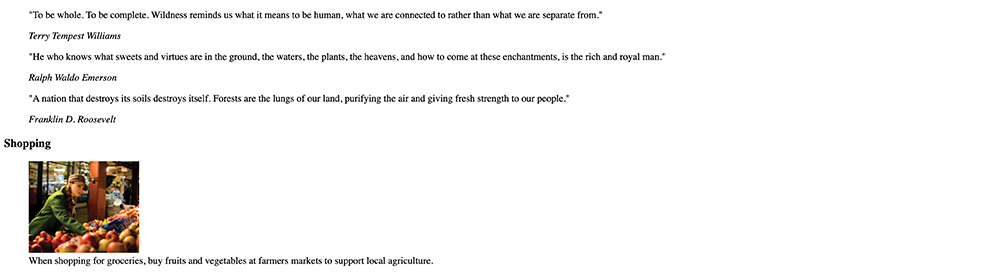 "To be whole. To be complete. Wildness reminds us what it means to be human, what we are connected to rather than what we are separate from."
Terry Tempest Williams
"He who knows what sweets and virtues are in the ground, the waters, the plants, the heavens, and how to come at these enchantments, is the rich and royal man."
Ralph Waldo Emerson
"A nation that destroys its soils destroys itself. Forests are the lungs of our land, purifying the air and giving fresh strength to our people."
Franklin D. Roosevelt
Shopping
When shopping for groceries, buy fruits and vegetables at farmers markets to support local agriculture.